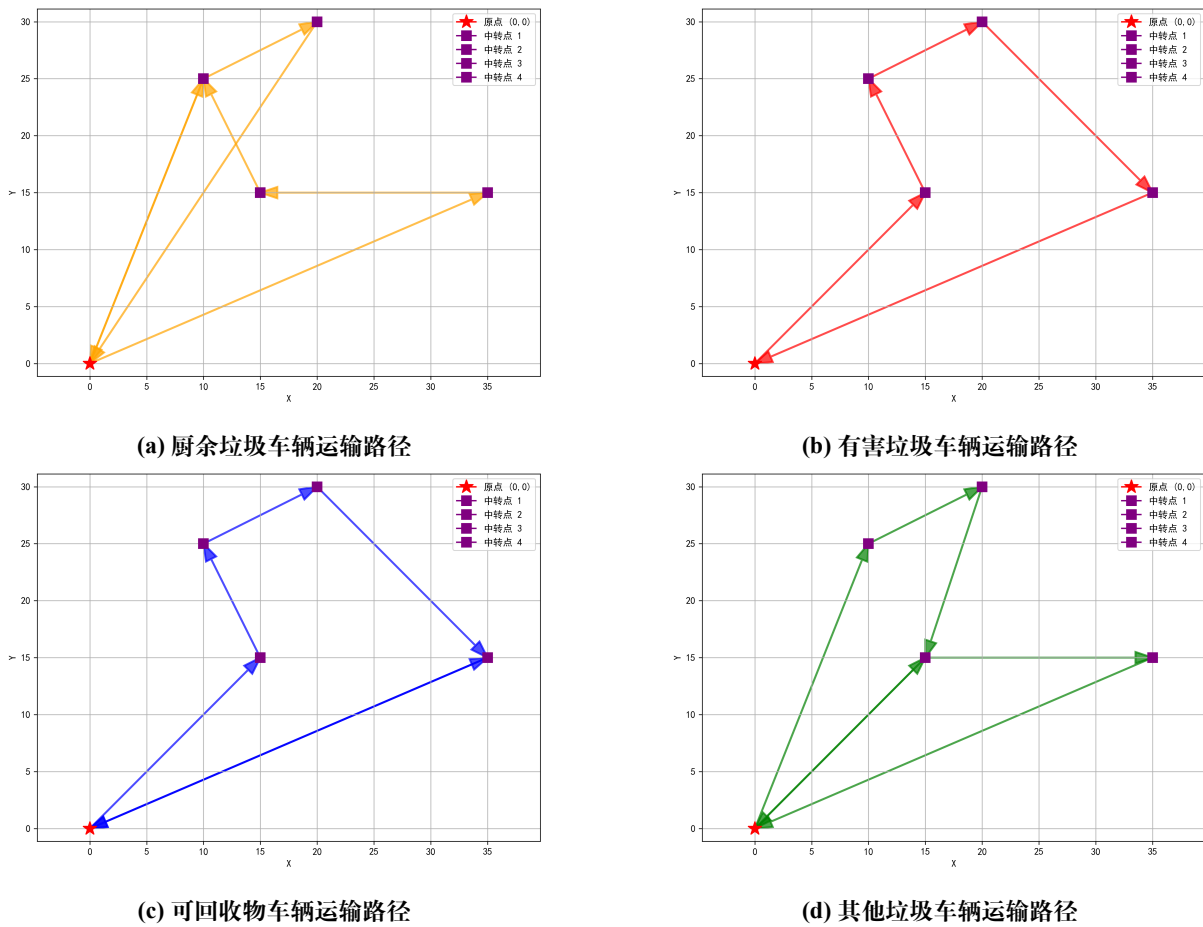 30
25
20
15
10
5
0
Y
0 5 10 15 20 25 30 35
X
原点 (0,0)
中转点 1
中转点 2
中转点 3
中转点 4
(a) 厨余垃圾车辆运输路径
30
25
20
15
10
5
0
Y
0 5 10 15 20 25 30 35
X
原点 (0,0)
中转点 1
中转点 2
中转点 3
中转点 4
(b) 有害垃圾车辆运输路径
30
25
20
15
10
5
0
Y
0 5 10 15 20 25 30 35
X
原点 (0,0)
中转点 1
中转点 2
中转点 3
中转点 4
(c) 可回收物车辆运输路径
30
25
20
15
10
5
0
Y
0 5 10 15 20 25 30 35
X
原点 (0,0)
中转点 1
中转点 2
中转点 3
中转点 4
(d) 其他垃圾车辆运输路径